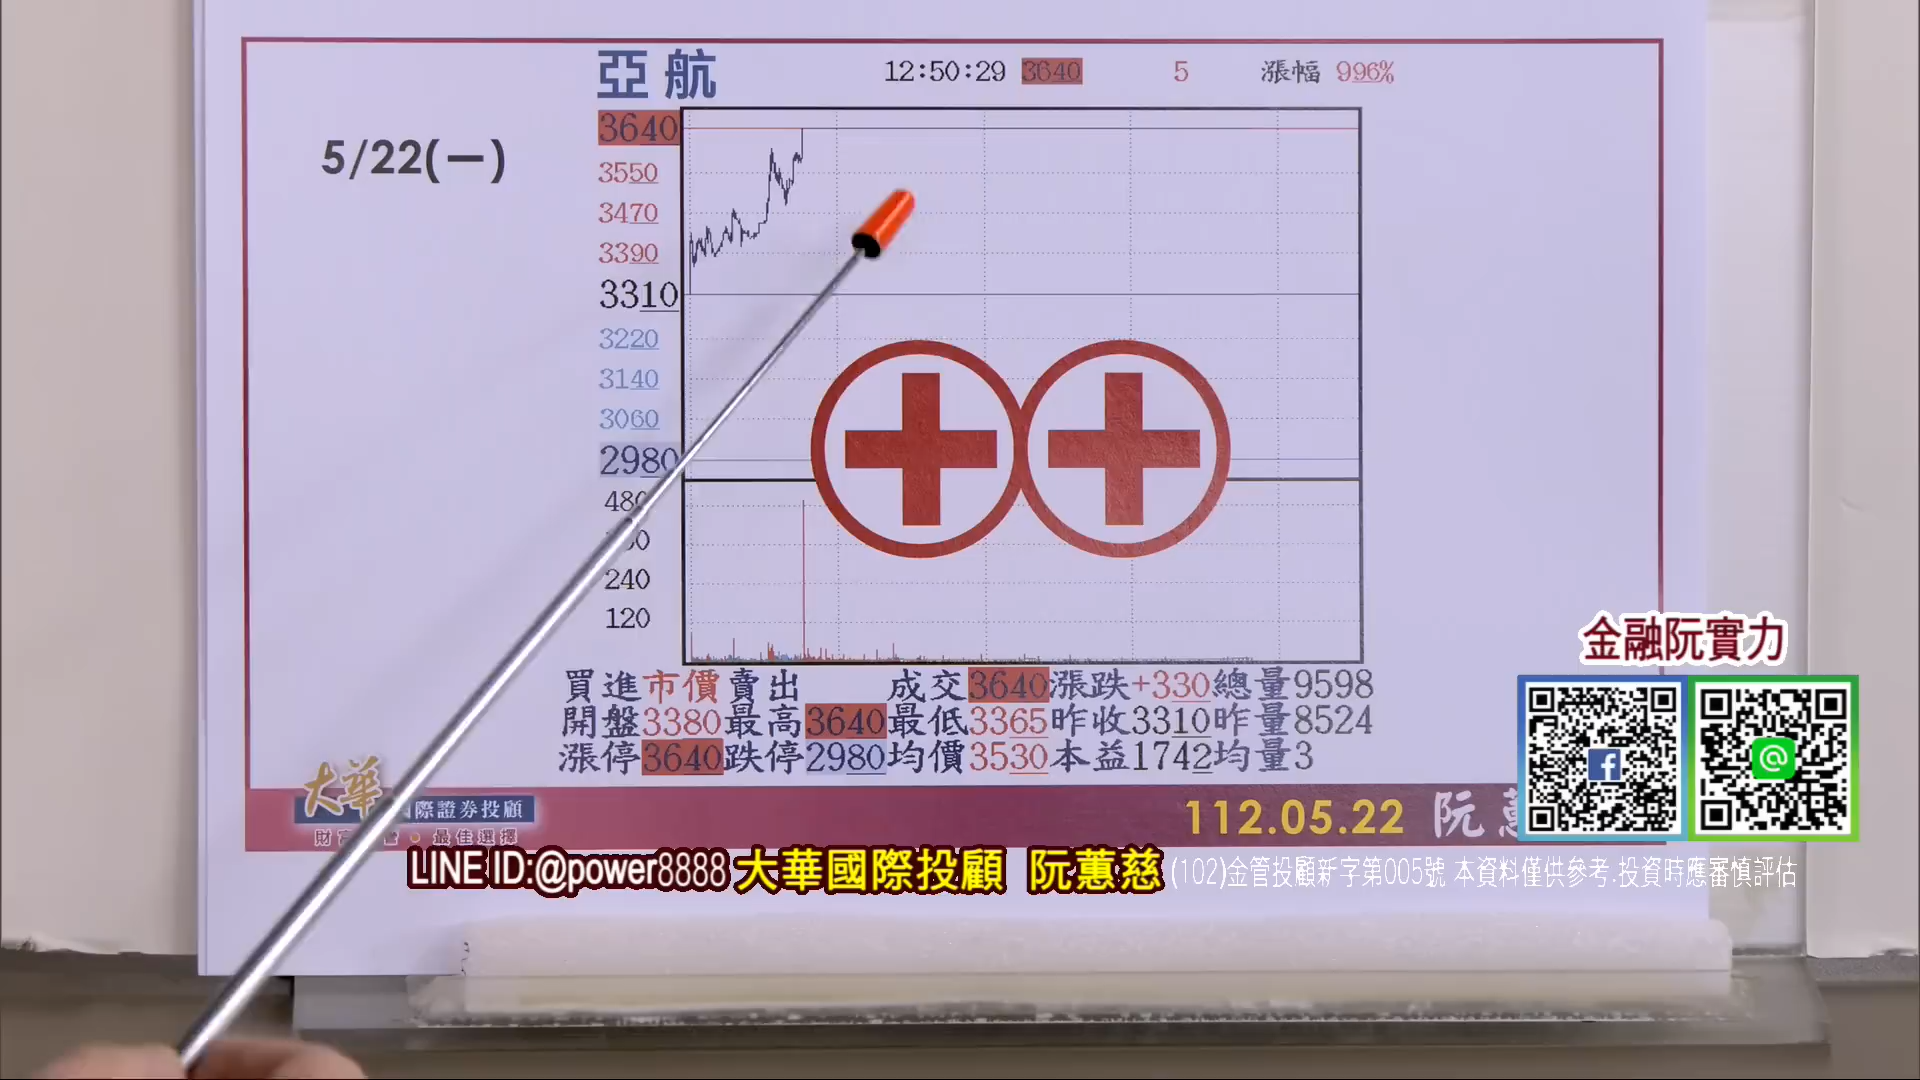 亞航 12:50:29 3640 5 漲幅 996%
5/22(一)
3640
3550
3470
3390
3310
3220
3140
3060
2980
240
120
買進市價賣出 成交3640漲跌+330總量9598
開盤3380最高3640最低3365昨收3310昨量8524
漲停3640跌停2980均價3530本益1742均量3
金融阮實力
大華
國際證券投顧
最佳選擇
112.05.22 阮
LINE ID:@power8888 大華國際投顧 阮蕙慈 (102)金管投顧新字第005號 本資料僅供參考.投資時應審慎評估